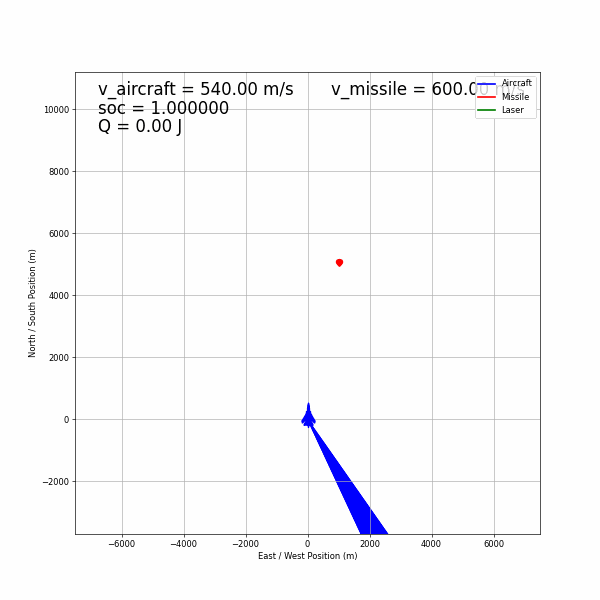 v_aircraft = 540.00 m/s v_missile = 600.00 m/s
soc = 1.000000
Q = 0.00 J
Aircraft
Missile
Laser
10000
8000
6000
4000
2000
0
−2000
North / South Position (m)
−6000 −4000 −2000 0 2000 4000 6000
East / West Position (m)